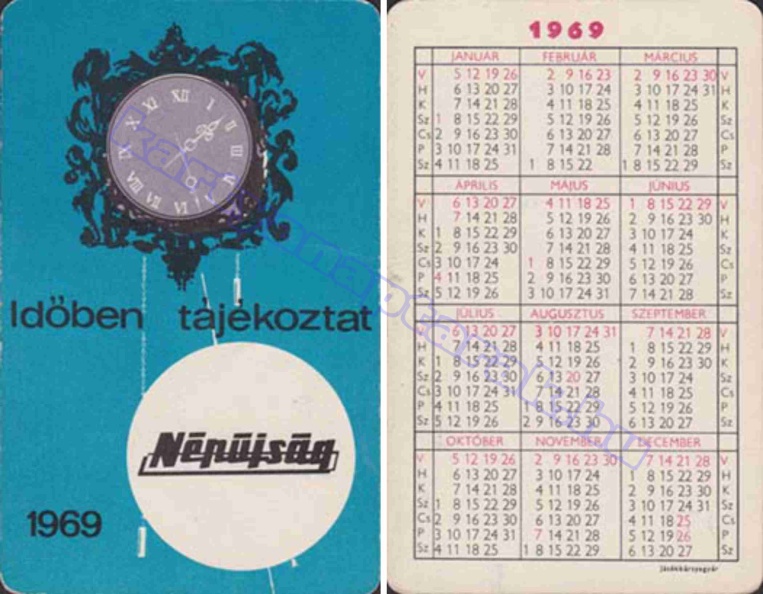 XII
XI I
X II
IX III
VIII
VII VI V
Időben tájékoztat
Népújság
1969
1969
JANUÁR FEBRUÁR MÁRCIUS
V 5 12 19 26 2 9 16 23 2 9 16 23 30 V
H 6 13 20 27 3 10 17 24 3 10 17 24 31 H
K 7 14 21 28 4 11 18 25 4 11 18 25 K
Sz 1 8 15 22 29 5 12 19 26 5 12 19 26 Sz
Cs 2 9 16 23 30 6 13 20 27 6 13 20 27 Cs
P 3 10 17 24 31 7 14 21 28 7 14 21 28 P
Sz 4 11 18 25 1 8 15 22 1 8 15 22 29 Sz
ÁPRILIS MÁJUS JÚNIUS
V 6 13 20 27 4 11 18 25 1 8 15 22 29 V
H 7 14 21 28 5 12 19 26 2 9 16 23 30 H
K 1 8 15 22 29 6 13 20 27 3 10 17 24 K
Sz 2 9 16 23 30 7 14 21 28 4 11 18 25 Sz
Cs 3 10 17 24 1 8 15 22 29 5 12 19 26 Cs
P 4 11 18 25 2 9 16 23 30 6 13 20 27 P
Sz 5 12 19 26 3 10 17 24 31 7 14 21 28 Sz
JÚLIUS AUGUSZTUS SZEPTEMBER
V 6 13 20 27 3 10 17 24 31 7 14 21 28 V
H 7 14 21 28 4 11 18 25 1 8 15 22 29 H
K 1 8 15 22 29 5 12 19 26 2 9 16 23 30 K
Sz 2 9 16 23 30 6 13 20 27 3 10 17 24 Sz
Cs 3 10 17 24 31 7 14 21 28 4 11 18 25 Cs
P 4 11 18 25 1 8 15 22 29 5 12 19 26 P
Sz 5 12 19 26 2 9 16 23 30 6 13 20 27 Sz
OKTÓBER NOVEMBER DECEMBER
V 5 12 19 26 2 9 16 23 30 7 14 21 28 V
H 6 13 20 27 3 10 17 24 1 8 15 22 29 H
K 7 14 21 28 4 11 18 25 2 9 16 23 30 K
Sz 1 8 15 22 29 5 12 19 26 3 10 17 24 31 Sz
Cs 2 9 16 23 30 6 13 20 27 4 11 18 25 Cs
P 3 10 17 24 31 7 14 21 28 5 12 19 26 P
Sz 4 11 18 25 1 8 15 22 29 6 13 20 27 Sz
Játékkártyagyár